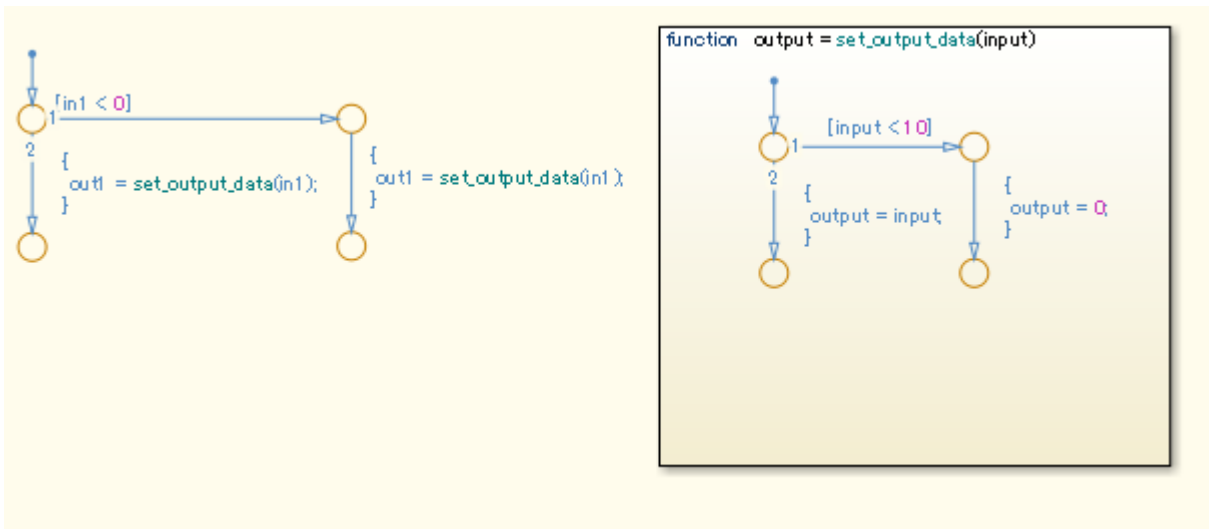 [in1 < 0]
1
2
{
out1 = set_output_data(in1);
}
{
out1 = set_output_data(in1);
}
function output = set_output_data(input)
[input < 10]
1
2
{
output = input;
}
{
output = 0;
}